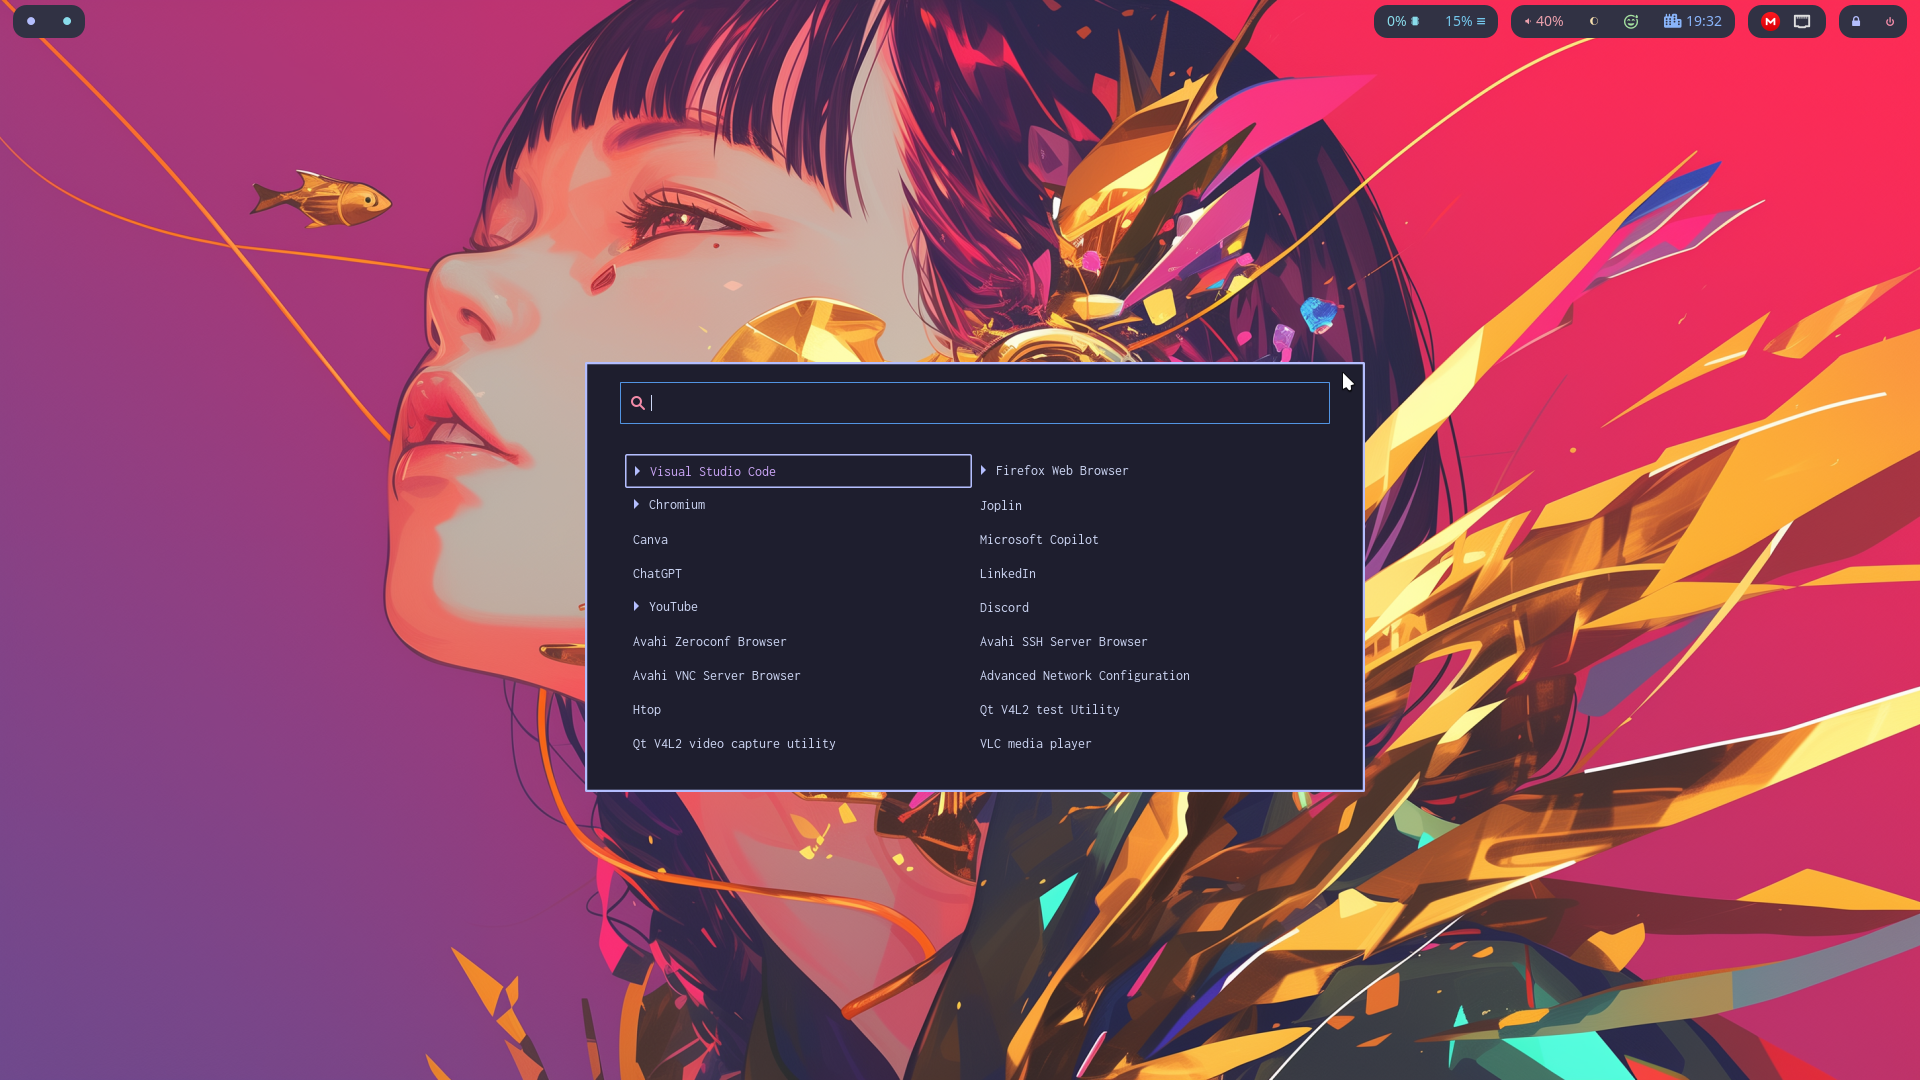 0% 15% 40% 19:32 M
Visual Studio Code
Firefox Web Browser
Chromium
Joplin
Canva
Microsoft Copilot
ChatGPT
LinkedIn
YouTube
Discord
Avahi Zeroconf Browser
Avahi SSH Server Browser
Avahi VNC Server Browser
Advanced Network Configuration
Htop
Qt V4L2 test Utility
Qt V4L2 video capture utility
VLC media player